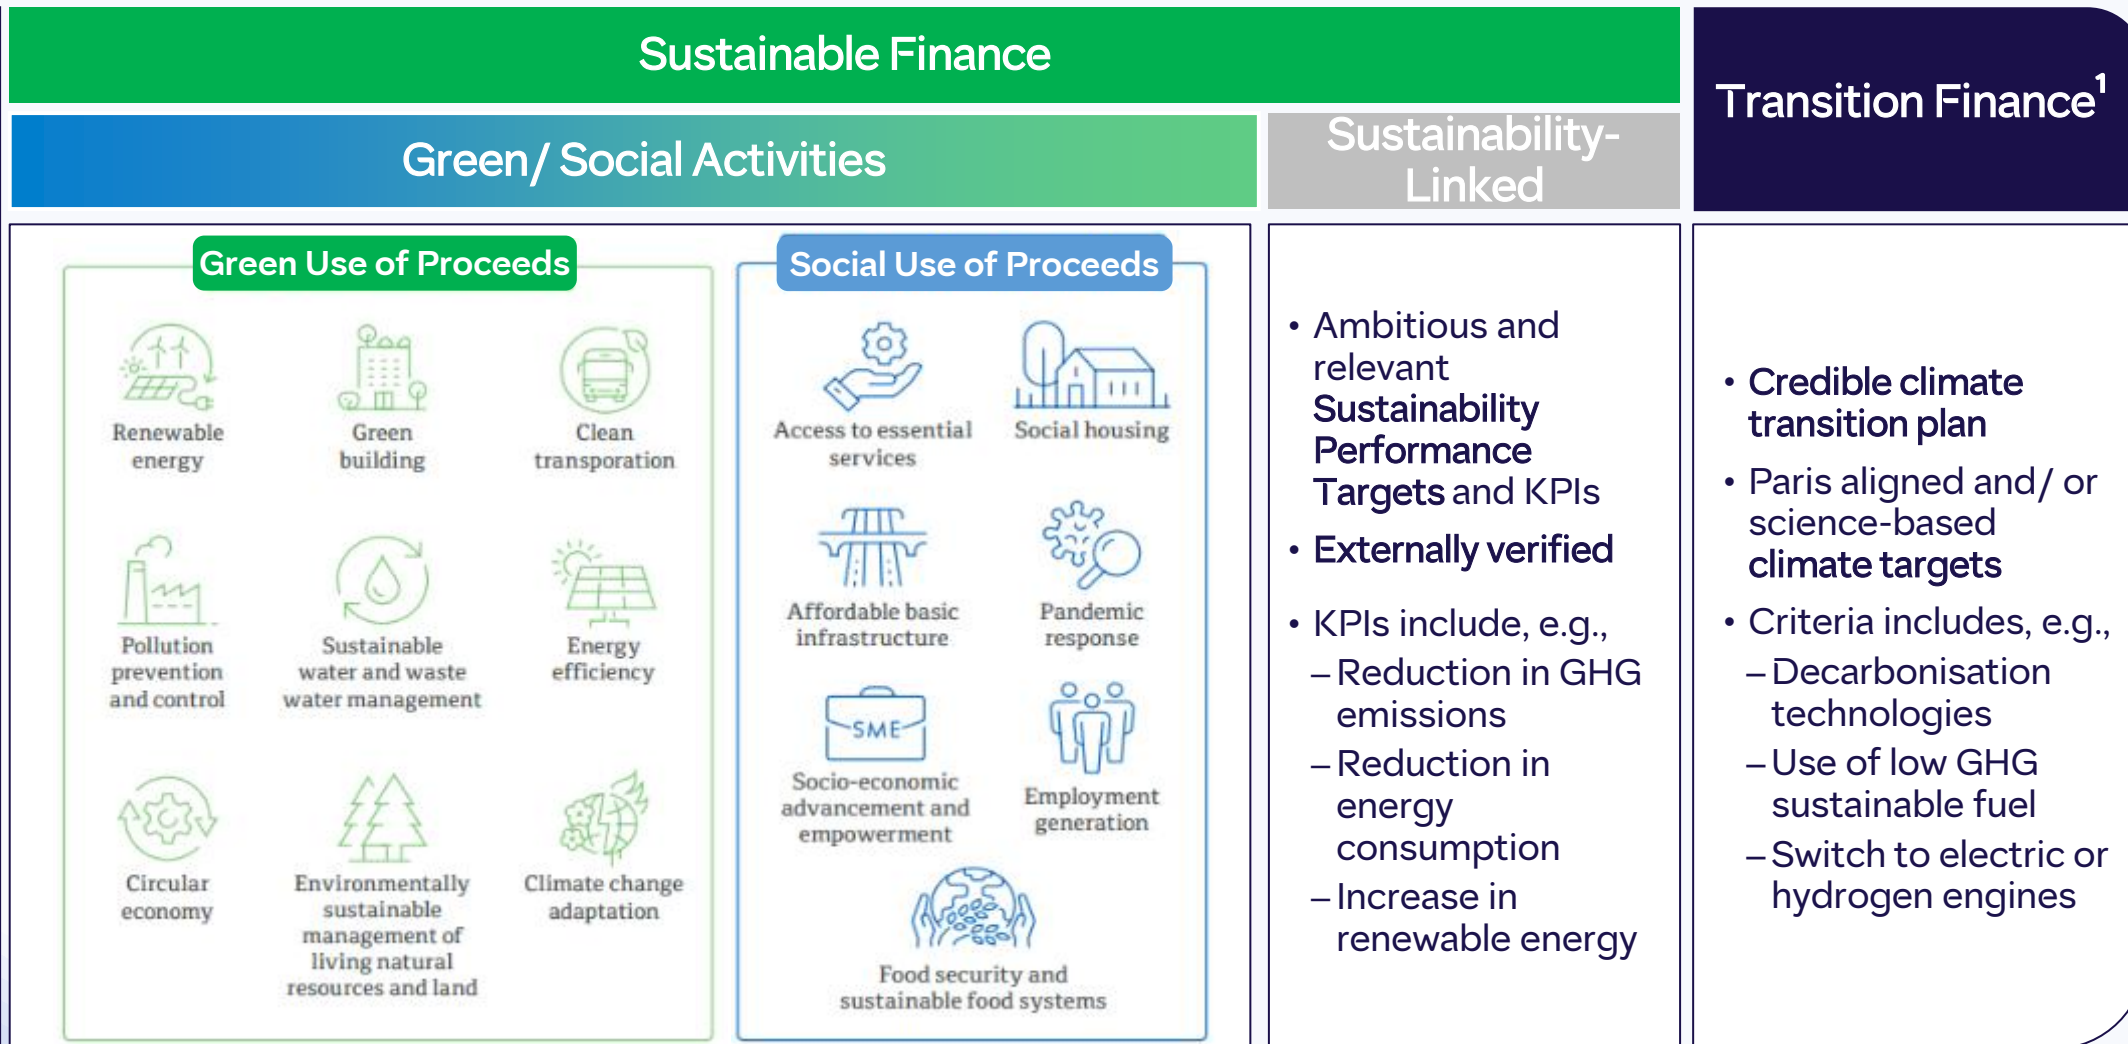 Sustainable Finance
Transition Finance¹
Green/ Social Activities
Sustainability-
Linked
Green Use of Proceeds
Renewable
energy
Green
building
Clean
transporation
Pollution
prevention
and control
Sustainable
water and waste
water management
Energy
efficiency
Circular
economy
Environmentally
sustainable
management of
living natural
resources and land
Climate change
adaptation
Social Use of Proceeds
Access to essential
services
Social housing
Affordable basic
infrastructure
Pandemic
response
SME
Socio-economic
advancement and
empowerment
Employment
generation
Food security and
sustainable food systems
• Ambitious and
relevant
Sustainability
Performance
Targets and KPIs
• Externally verified
• KPIs include, e.g.,
– Reduction in GHG
emissions
– Reduction in
energy
consumption
– Increase in
renewable energy
• Credible climate
transition plan
• Paris aligned and/ or
science-based
climate targets
• Criteria includes, e.g.,
– Decarbonisation
technologies
– Use of low GHG
sustainable fuel
– Switch to electric or
hydrogen engines